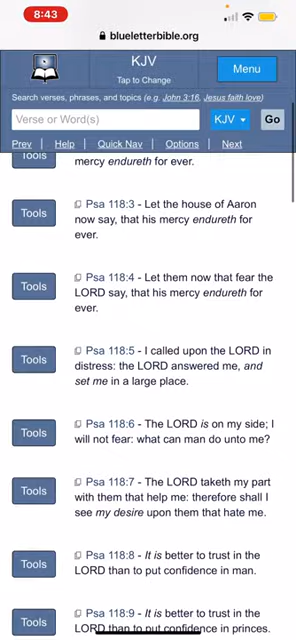 8:43
blueletterbible.org
KJV
Tap to Change
Menu
Search verses, phrases, and topics (e.g. John 3:16, Jesus faith love)
Verse or Word(s)
KJV
Go
Prev Help Quick Nav Options Next
Tools
mercy endureth for ever.
Tools
Psa 118:3 - Let the house of Aaron
now say, that his mercy endureth for
ever.
Tools
Psa 118:4 - Let them now that fear the
LORD say, that his mercy endureth for
ever.
Tools
Psa 118:5 - I called upon the LORD in
distress: the LORD answered me, and
set me in a large place.
Tools
Psa 118:6 - The LORD is on my side; I
will not fear: what can man do unto me?
Tools
Psa 118:7 - The LORD taketh my part
with them that help me: therefore shall I
see my desire upon them that hate me.
Tools
Psa 118:8 - It is better to trust in the
LORD than to put confidence in man.
Tools
Psa 118:9 - It is better to trust in the
LORD than to put confidence in princes.